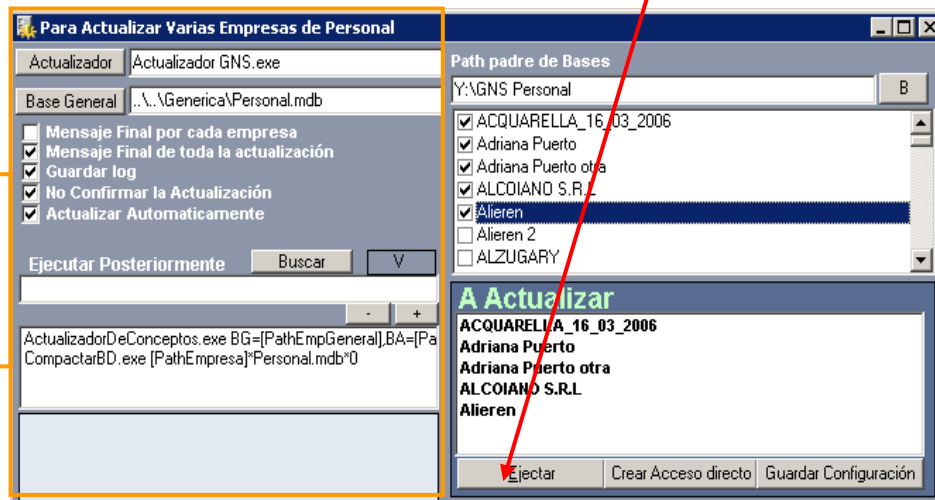 Para Actualizar Varias Empresas de Personal
Actualizador
Actualizador GNS.exe
Base General
..\..\Generica\Personal.mdb
Mensaje Final por cada empresa
Mensaje Final de toda la actualización
Guardar log
No Confirmar la Actualización
Actualizar Automaticamente
Ejecutar Posteriormente
Buscar
V
-
+
ActualizadorDeConceptos.exe BG=[PathEmpGeneral],BA=[Pa
CompactarBD.exe [PathEmpresa]*Personal.mdb*0
Path padre de Bases
Y:\GNS Personal
B
ACQUARELLA_16_03_2006
Adriana Puerto
Adriana Puerto otra
ALCOIANO S.R.L
Alieren
Alieren 2
ALZUGARY
A Actualizar
ACQUARELLA_16_03_2006
Adriana Puerto
Adriana Puerto otra
ALCOIANO S.R.L
Alieren
Ejectar
Crear Acceso directo
Guardar Configuración